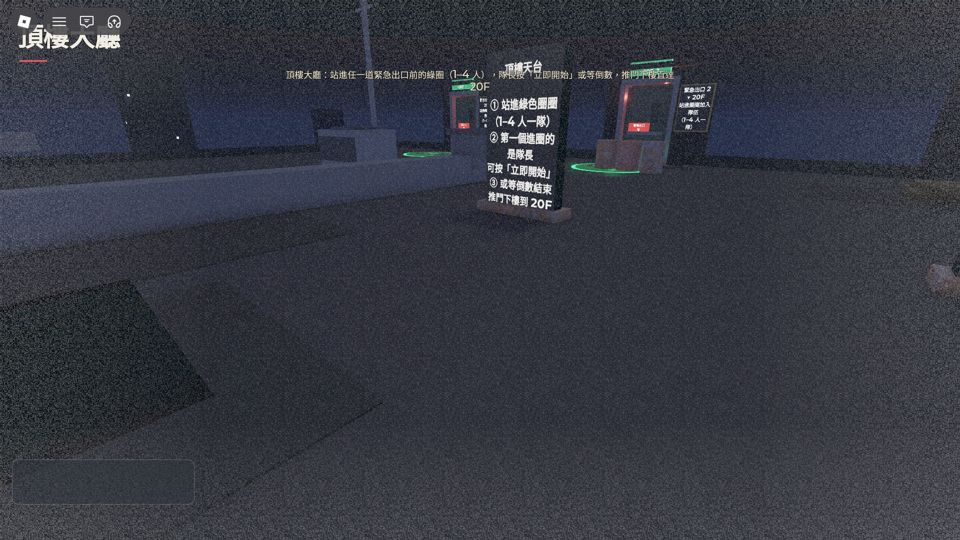 頂樓大廳
頂樓大廳：站進任一道緊急出口前的綠圈（1–4 人），隊長按「立即開始」或等倒數，推門下樓直達
20F
頂樓天台
① 站進綠色圈圈
（1–4 人一隊）
② 第一個進圈的
是隊長
可按「立即開始」
③ 或等倒數結束
推門下樓到 20F
緊急出口 2
→ 20F
站進圈圈加入
隊伍
（1–4 人一
隊）